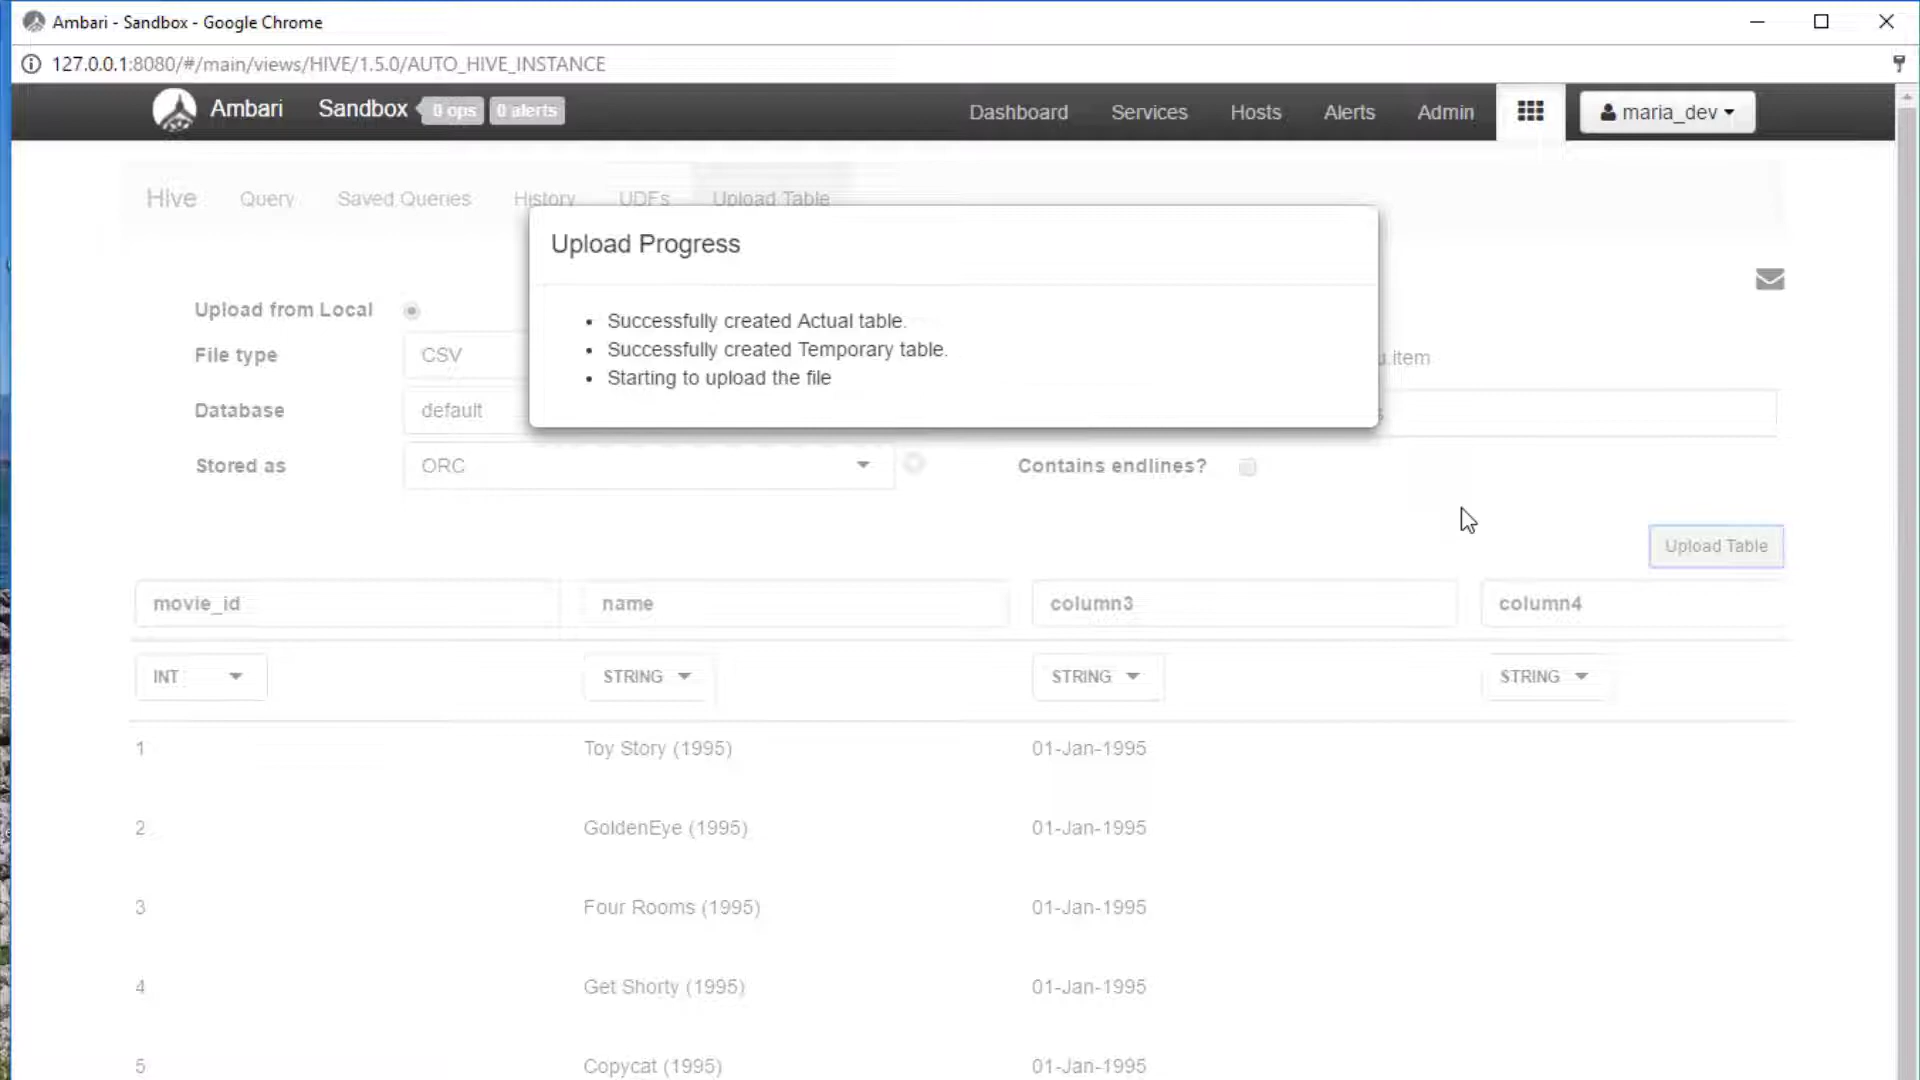 Ambari - Sandbox - Google Chrome
127.0.0.1:8080/#/main/views/HIVE/1.5.0/AUTO_HIVE_INSTANCE
Ambari Sandbox 0 ops 0 alerts Dashboard Services Hosts Alerts Admin maria_dev
Hive Query Saved Queries History UDFs Upload Table
Upload Progress
Successfully created Actual table.
Successfully created Temporary table.
Starting to upload the file
Upload from Local
File type CSV u.item
Database default s
Stored as ORC Contains endlines?
Upload Table
movie_id name column3 column4
INT STRING STRING STRING
1 Toy Story (1995) 01-Jan-1995
2 GoldenEye (1995) 01-Jan-1995
3 Four Rooms (1995) 01-Jan-1995
4 Get Shorty (1995) 01-Jan-1995
5 Copycat (1995) 01-Jan-1995